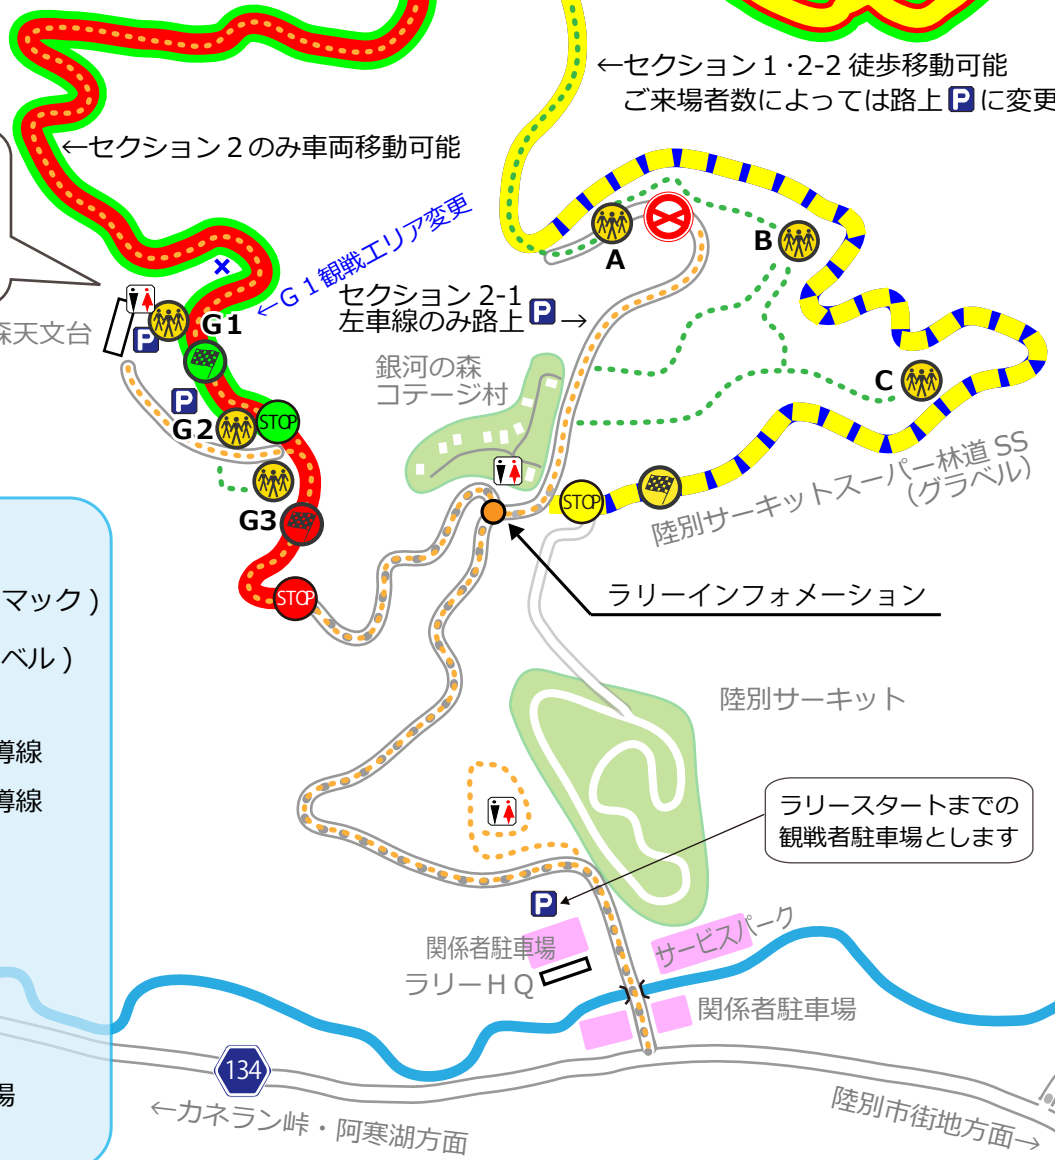 ←セクション１･2-2 徒歩移動可能
ご来場者数によっては路上 P に変更
←セクション２のみ車両移動可能
←Ｇ１観戦エリア変更
A
B
C
セクション 2-1
左車線のみ路上 P →
森天文台
P
G1
銀河の森
コテージ村
P
G2
STOP
G3
STOP
STOP
陸別サーキットスーパー林道 SS
（グラベル）
マック )
ラリーインフォメーション
ベル )
陸別サーキット
導線
導線
ラリースタートまでの
観戦者駐車場とします
P
関係者駐車場
サービスパーク
ラリーＨＱ
関係者駐車場
134
場
←カネラン峠・阿寒湖方面
陸別市街地方面→